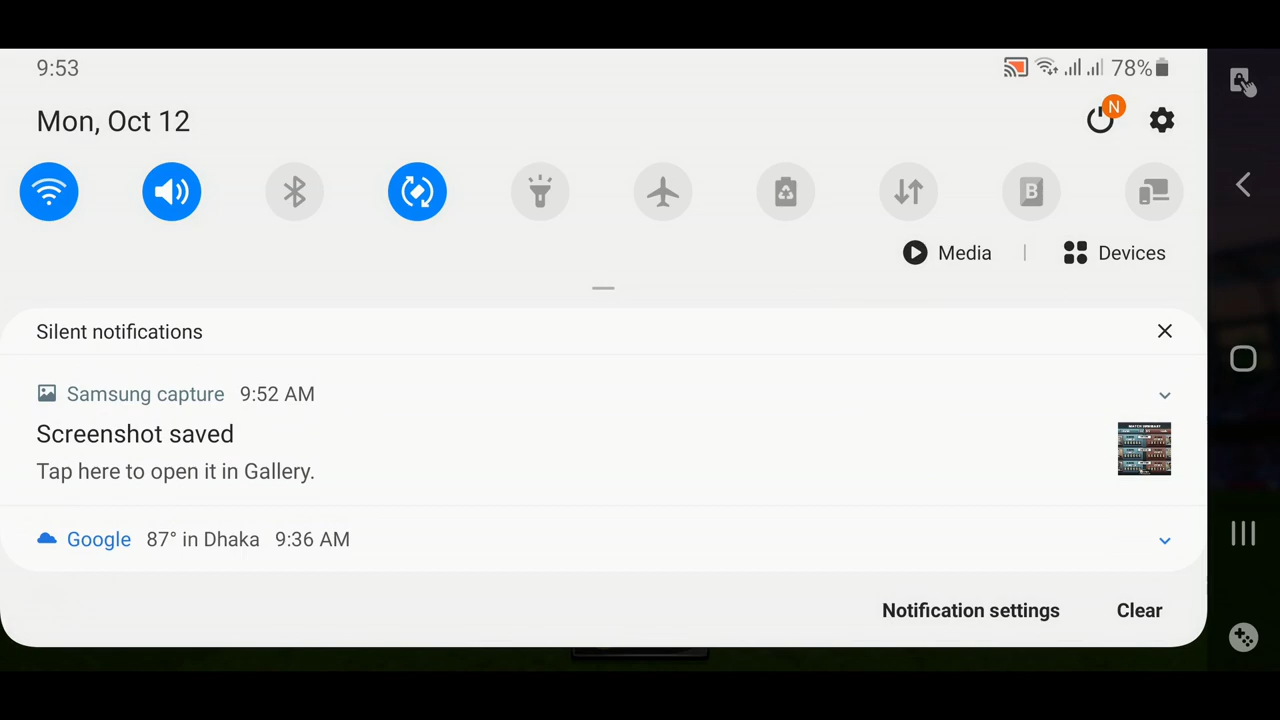 9:53
78%
Mon, Oct 12
N
B
Media | Devices
Silent notifications
Samsung capture 9:52 AM
Screenshot saved
Tap here to open it in Gallery.
Google 87° in Dhaka 9:36 AM
Notification settings Clear